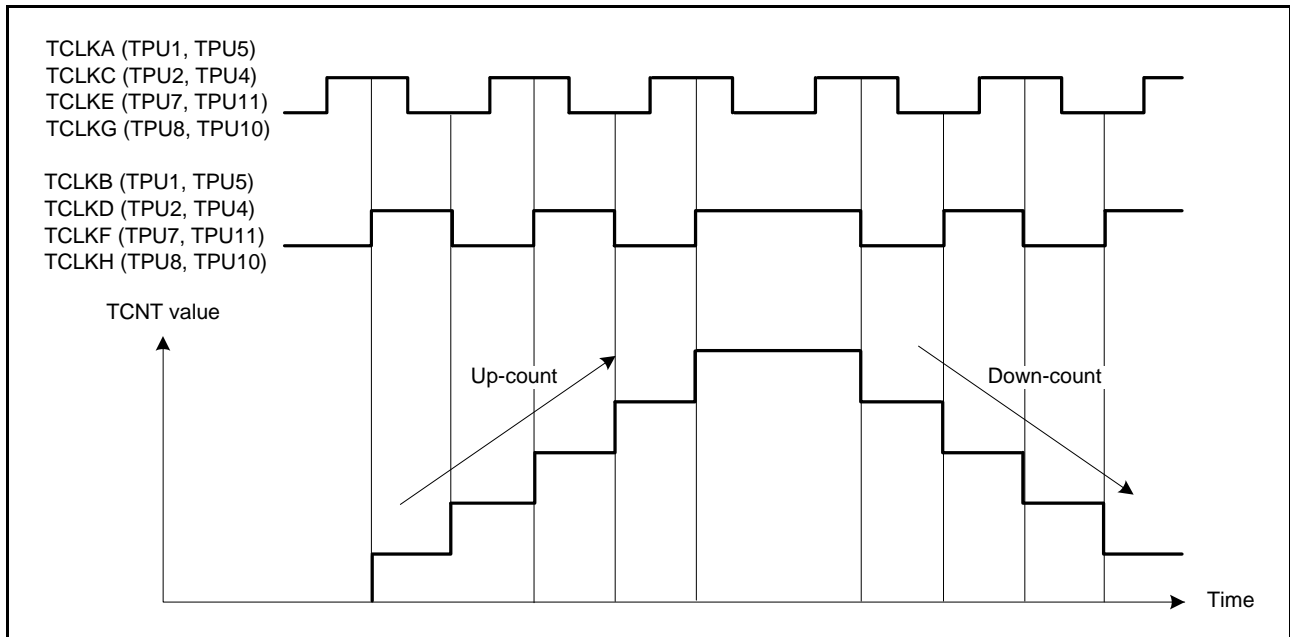 TCLKA (TPU1, TPU5)
TCLKC (TPU2, TPU4)
TCLKE (TPU7, TPU11)
TCLKG (TPU8, TPU10)
TCLKB (TPU1, TPU5)
TCLKD (TPU2, TPU4)
TCLKF (TPU7, TPU11)
TCLKH (TPU8, TPU10)
TCNT value
Up-count
Down-count
Time